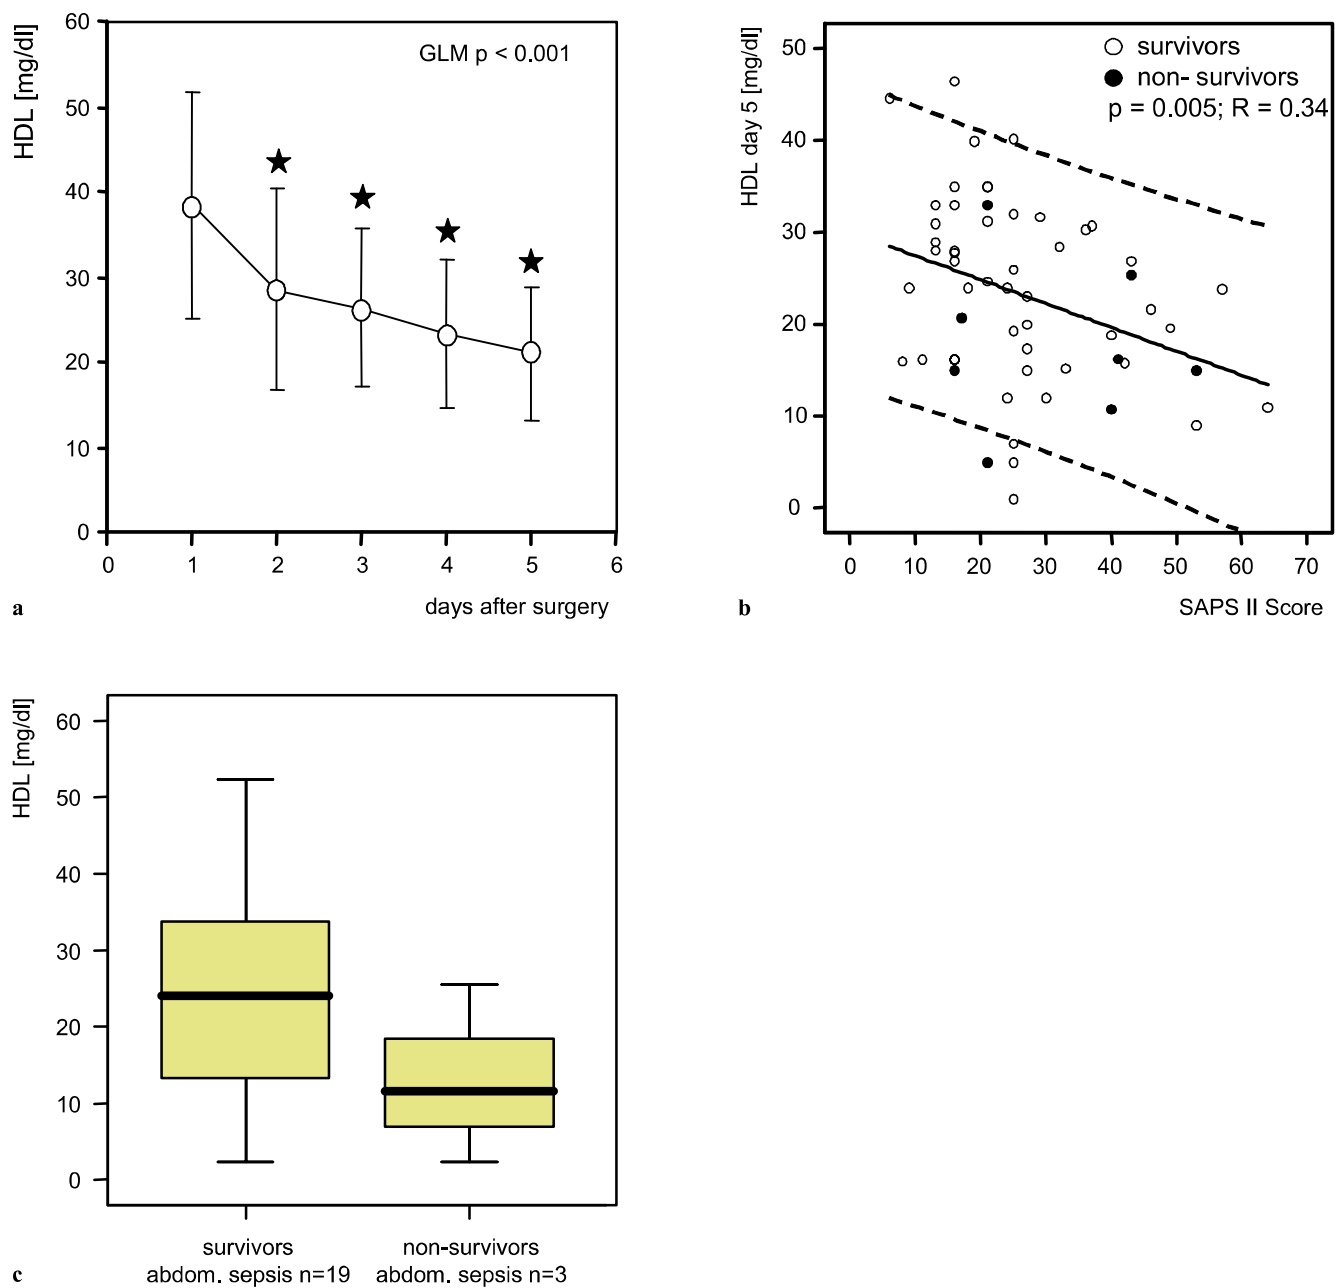 HDL [mg/dl]
60
50
40
30
20
10
0
GLM p < 0.001
0 1 2 3 4 5 6
days after surgery
a
HDL day 5 [mg/dl]
50
40
30
20
10
0
survivors
non- survivors
p = 0.005; R = 0.34
0 10 20 30 40 50 60 70
SAPS II Score
b
HDL [mg/dl]
60
50
40
30
20
10
0
survivors
abdom. sepsis n=19
non-survivors
abdom. sepsis n=3
c